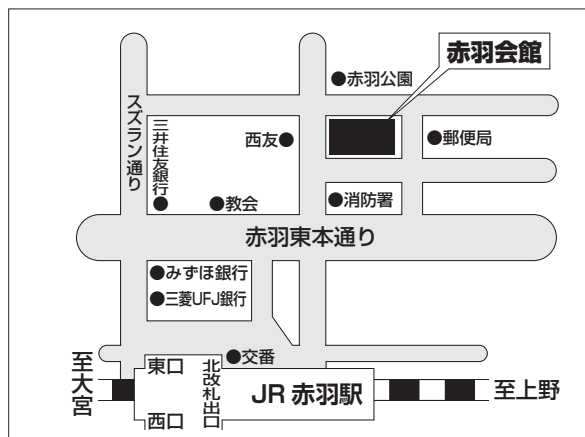 赤羽会館
●赤羽公園
スズラン通り
三井住友銀行
西友●
●郵便局
●教会
●消防署
赤羽東本通り
●みずほ銀行
●三菱UFJ銀行
●交番
至大宮
東口
北改札出口
JR 赤羽駅
至上野
西口